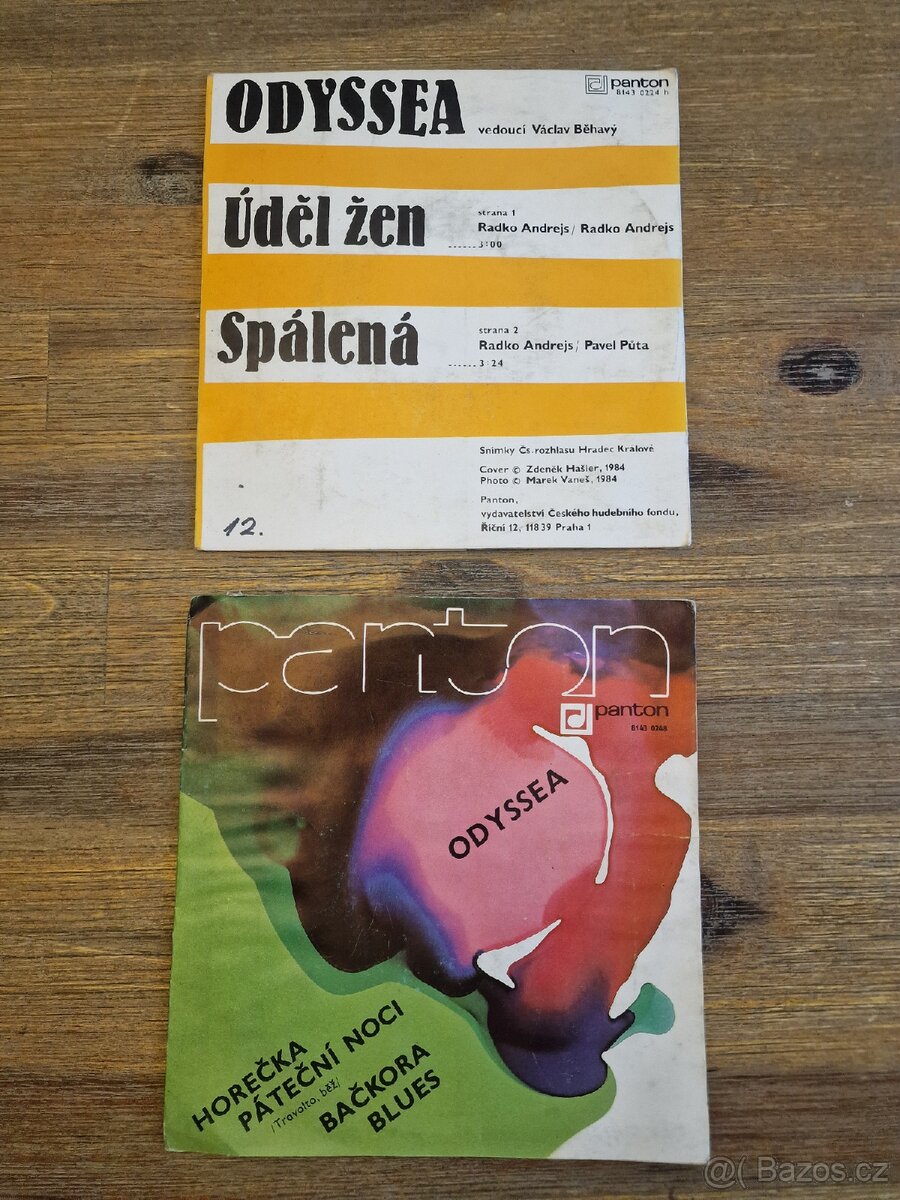 ODYSSEA
vedoucí Václav Běhavý
panton
8143 0224 h
Úděl žen
strana 1
Radko Andrejs / Radko Andrejs
......3:00
Spálená
strana 2
Radko Andrejs / Pavel Půta
......3:24
Snímky Čs.rozhlasu Hradec Králové
Cover © Zdeněk Hašler, 1984
Photo © Marek Vaneš, 1984
Panton,
vydavatelství Českého hudebního fondu,
Říční 12, 118 39 Praha 1
12.
panton
panton
8143 0248
ODYSSEA
HOREČKA
PÁTEČNÍ NOCI
/Travolto, běž/
BAČKORA
BLUES
@( Bazos.cz